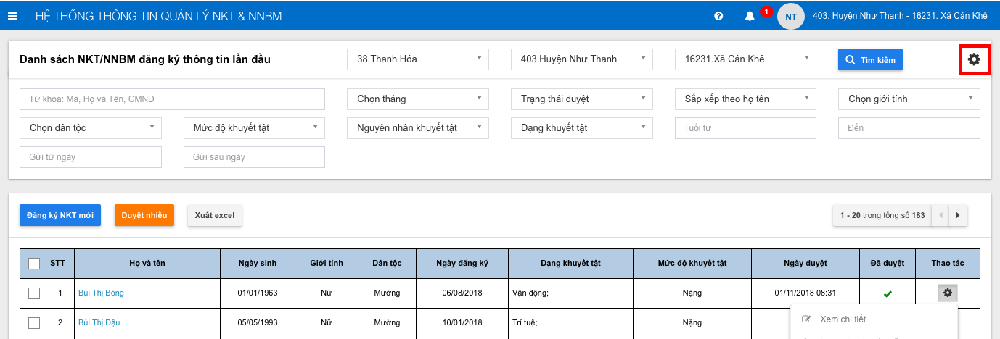 HỆ THỐNG THÔNG TIN QUẢN LÝ NKT & NNBM
1 NT 403. Huyện Như Thanh - 16231. Xã Cán Khê
Danh sách NKT/NNBM đăng ký thông tin lần đầu 38.Thanh Hóa 403.Huyện Như Thanh 16231.Xã Cán Khê Tìm kiếm
Từ khóa: Mã, Họ và Tên, CMND Chọn tháng Trạng thái duyệt Sắp xếp theo họ tên Chọn giới tính
Chọn dân tộc Mức độ khuyết tật Nguyên nhân khuyết tật Dạng khuyết tật Tuổi từ Đến
Gửi từ ngày Gửi sau ngày
Đăng ký NKT mới Duyệt nhiều Xuất excel 1 - 20 trong tổng số 183
STT Họ và tên Ngày sinh Giới tính Dân tộc Ngày đăng ký Dạng khuyết tật Mức độ khuyết tật Ngày duyệt Đã duyệt Thao tác
1 Bùi Thị Bòng 01/01/1963 Nữ Mường 06/08/2018 Vận động; Nặng 01/11/2018 08:31
2 Bùi Thị Dậu 05/05/1993 Nữ Mường 10/01/2018 Trí tuệ; Nặng
Xem chi tiết